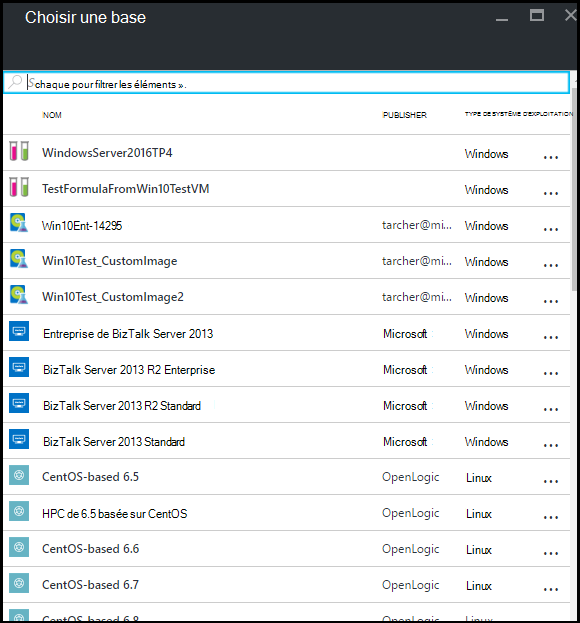 Choisir une base
S chaque pour filtrer les éléments ».
NOM PUBLISHER TYPE DE SYSTÈME D'EXPLOITATION
WindowsServer2016TP4 Windows ...
TestFormulaFromWin10TestVM Windows ...
Win10Ent-14295 tarcher@mi... Windows ...
Win10Test_CustomImage tarcher@mi... Windows ...
Win10Test_CustomImage2 tarcher@mi... Windows ...
Entreprise de BizTalk Server 2013 Microsoft Windows ...
BizTalk Server 2013 R2 Enterprise Microsoft Windows ...
BizTalk Server 2013 R2 Standard Microsoft Windows ...
BizTalk Server 2013 Standard Microsoft Windows ...
CentOS-based 6.5 OpenLogic Linux ...
HPC de 6.5 basée sur CentOS OpenLogic Linux ...
CentOS-based 6.6 OpenLogic Linux ...
CentOS-based 6.7 OpenLogic Linux ...
CentOS-based 6.8 OpenLogic Linux